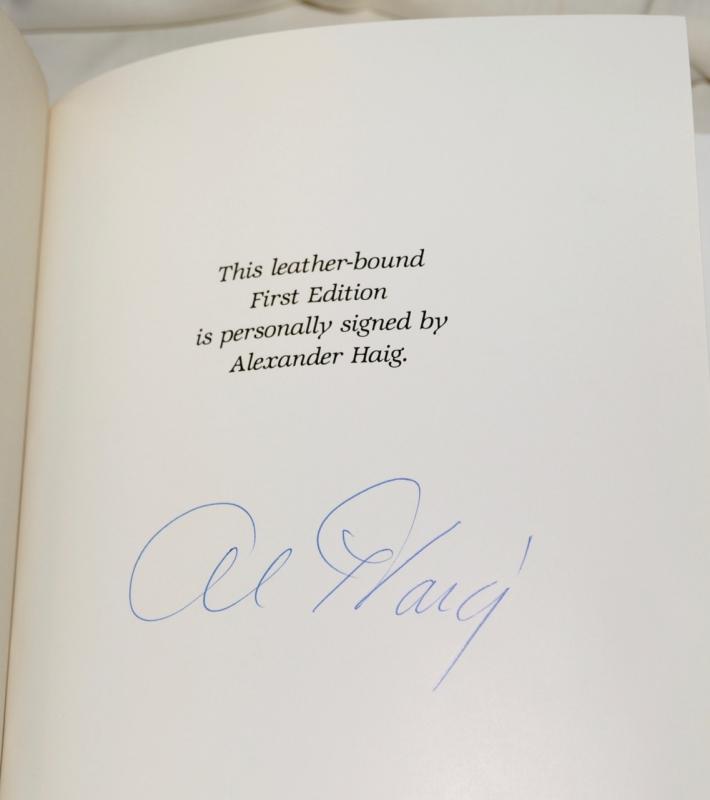 This leather-bound
First Edition
is personally signed by
Alexander Haig.
Al Haig